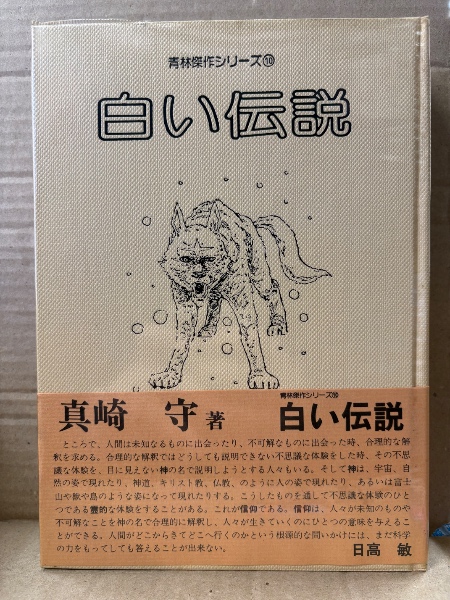 青林傑作シリーズ⑩
白い伝説
真崎 守 著
青林傑作シリーズ⑩
白い伝説
ところで、人間は未知なるものに出会ったり、不可解なものに出会った時、合理的な解
釈を求める。合理的な解釈ではどうしても説明できない不思議な体験をした時、その不思
議な体験を、目に見えない神の名で説明しようとする人々もいる。そして神は、宇宙、自
然の姿で現れたり、神道、キリスト教、仏教、のように人の姿で現れたり、あるいは富士
山や獣や島のような姿になって現れたりする。こうしたものを通して不思議な体験のひと
つである霊的な体験をすることがある。これが信仰である。信仰は、人々が未知のものや
不可解なことを神の名で合理的に解釈し、人々が生きていくのにひとつの意味を与えるこ
とができる。人間がどこからきてどこへ行くのかという根源的な問いかけには、まだ科学
の力をもってしても答えることが出来ない。
日高 敏